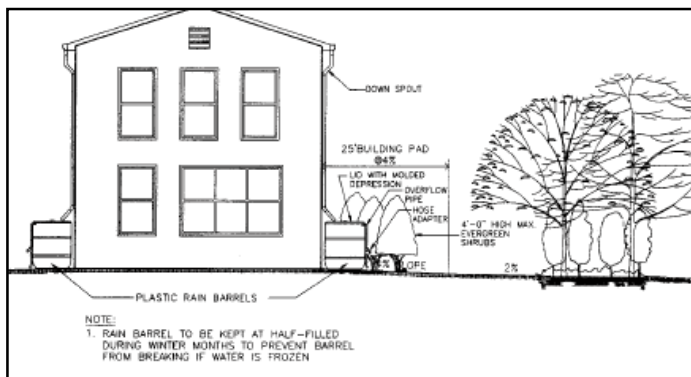 DOWN SPOUT
25'BUILDING PAD
@4%
LID WITH MOLDED
DEPRESSION
OVERFLOW
PIPE
HOSE
ADAPTER
4'-0" HIGH MAX.
EVERGREEN
SHRUBS
2%
PLASTIC RAIN BARRELS
NOTE:
1. RAIN BARREL TO BE KEPT AT HALF-FILLED
DURING WINTER MONTHS TO PREVENT BARREL
FROM BREAKING IF WATER IS FROZEN